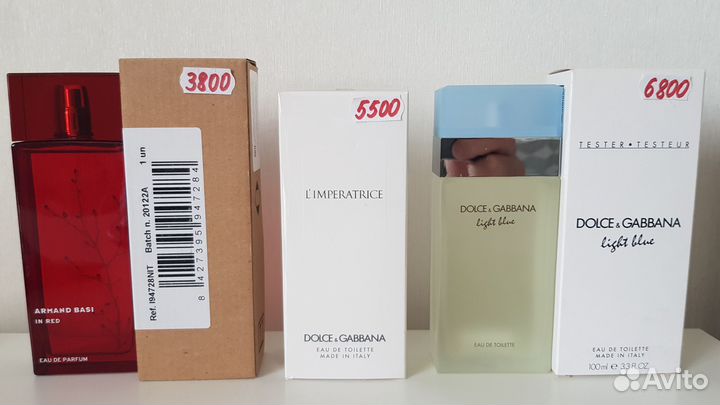 ARMAND BASI
IN RED
EAU DE PARFUM
3800
Ref. I94728NIT
Batch n. 20122A
1 un
8 427395 947284
5500
L'IMPERATRICE
DOLCE & GABBANA
EAU DE TOILETTE
MADE IN ITALY
DOLCE & GABBANA
light blue
EAU DE TOILETTE
6800
TESTER • TESTEUR
DOLCE & GABBANA
light blue
EAU DE TOILETTE
MADE IN ITALY
100ml e 3.3 FL.OZ
Avito